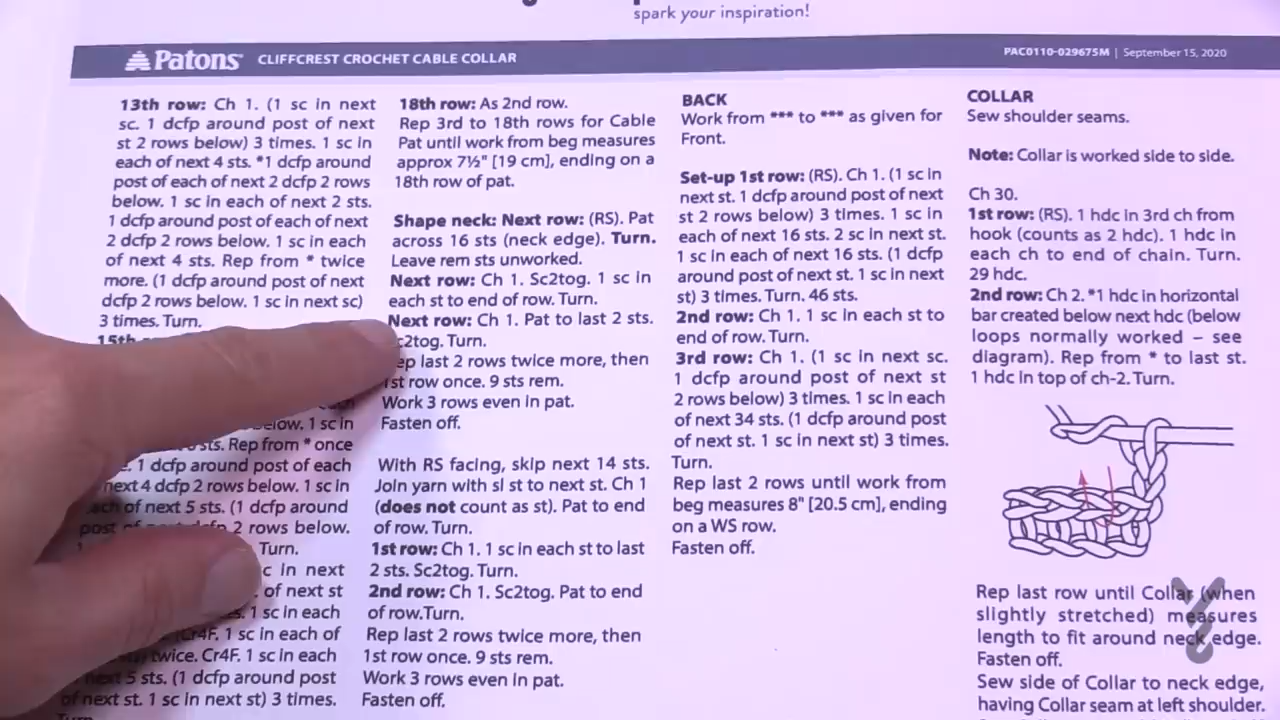 spark your inspiration!
Patons CLIFFCREST CROCHET CABLE COLLAR
PAC0110-029675M | September 15, 2020
13th row: Ch 1. (1 sc in next
sc. 1 dcfp around post of next
st 2 rows below) 3 times. 1 sc in
each of next 4 sts. *1 dcfp around
post of each of next 2 dcfp 2 rows
below. 1 sc in each of next 2 sts.
1 dcfp around post of each of next
2 dcfp 2 rows below. 1 sc in each
of next 4 sts. Rep from * twice
more. (1 dcfp around post of next
dcfp 2 rows below. 1 sc in next sc)
3 times. Turn.
15th
each
below. 1 sc in
sts. Rep from * once
1 dcfp around post of each
next 4 dcfp 2 rows below. 1 sc in
each of next 5 sts. (1 dcfp around
post of next dcfp 2 rows below.
Turn.
c in next
of next st
1 sc in each
Cr4F. 1 sc in each of
twice. Cr4F. 1 sc in each
next 5 sts. (1 dcfp around post
of next st. 1 sc in next st) 3 times.
Turn
18th row: As 2nd row.
Rep 3rd to 18th rows for Cable
Pat until work from beg measures
approx 7½" [19 cm], ending on a
18th row of pat.
Shape neck: Next row: (RS). Pat
across 16 sts (neck edge). Turn.
Leave rem sts unworked.
Next row: Ch 1. Sc2tog. 1 sc in
each st to end of row. Turn.
Next row: Ch 1. Pat to last 2 sts.
c2tog. Turn.
ep last 2 rows twice more, then
1st row once. 9 sts rem.
Work 3 rows even in pat.
Fasten off.
With RS facing, skip next 14 sts.
Join yarn with sl st to next st. Ch 1
(does not count as st). Pat to end
of row. Turn.
1st row: Ch 1. 1 sc in each st to last
2 sts. Sc2tog. Turn.
2nd row: Ch 1. Sc2tog. Pat to end
of row.Turn.
Rep last 2 rows twice more, then
1st row once. 9 sts rem.
Work 3 rows even in pat.
Fasten off.
BACK
Work from *** to *** as given for
Front.
Set-up 1st row: (RS). Ch 1. (1 sc in
next st. 1 dcfp around post of next
st 2 rows below) 3 times. 1 sc in
each of next 16 sts. 2 sc in next st.
1 sc in each of next 16 sts. (1 dcfp
around post of next st. 1 sc in next
st) 3 times. Turn. 46 sts.
2nd row: Ch 1. 1 sc in each st to
end of row. Turn.
3rd row: Ch 1. (1 sc in next sc.
1 dcfp around post of next st
2 rows below) 3 times. 1 sc in each
of next 34 sts. (1 dcfp around post
of next st. 1 sc in next st) 3 times.
Turn.
Rep last 2 rows until work from
beg measures 8" [20.5 cm], ending
on a WS row.
Fasten off.
COLLAR
Sew shoulder seams.
Note: Collar is worked side to side.
Ch 30.
1st row: (RS). 1 hdc in 3rd ch from
hook (counts as 2 hdc). 1 hdc in
each ch to end of chain. Turn.
29 hdc.
2nd row: Ch 2. *1 hdc in horizontal
bar created below next hdc (below
loops normally worked – see
diagram). Rep from * to last st.
1 hdc in top of ch-2. Turn.
Rep last row until Collar (when
slightly stretched) measures
length to fit around neck edge.
Fasten off.
Sew side of Collar to neck edge,
having Collar seam at left shoulder.